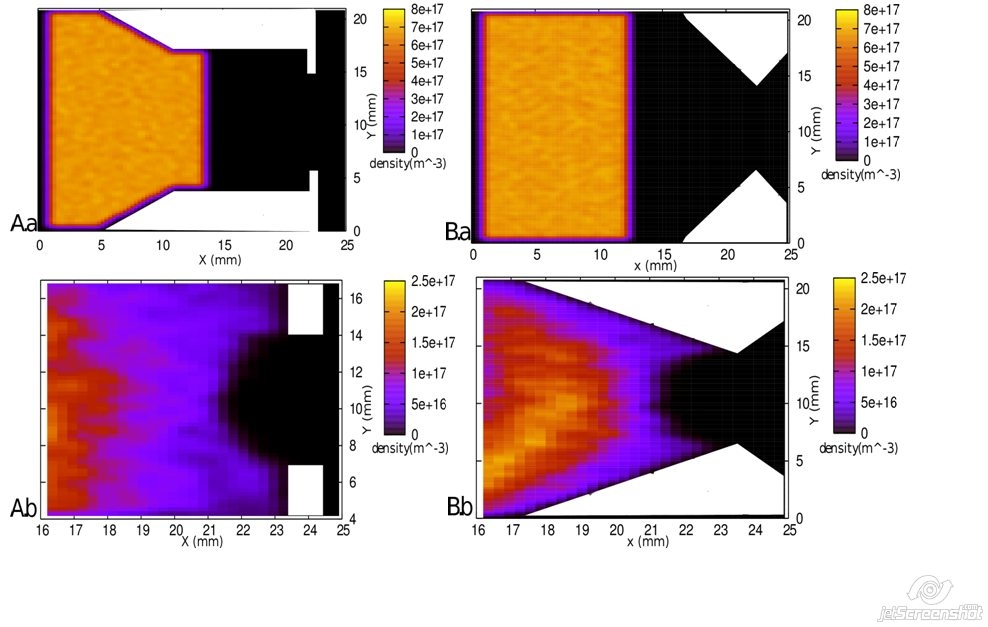 8e+17
7e+17
6e+17
5e+17
4e+17
3e+17
2e+17
1e+17
0
density(m^-3)
20
15
5
0
Y (mm)
A.a
0 5 10 15 20 25
X (mm)
8e+17
7e+17
6e+17
5e+17
4e+17
3e+17
2e+17
1e+17
0
density(m^-3)
20
15
10
5
0
Y (mm)
B.a
0 5 10 15 20 25
x (mm)
2.5e+17
2e+17
1.5e+17
1e+17
5e+16
0
density(m^-3)
16
14
12
10
8
6
4
Y (mm)
A.b
16 17 18 19 20 21 22 23 24 25
X (mm)
2.5e+17
2e+17
1.5e+17
1e+17
5e+16
0
density(m^-3)
20
15
10
5
0
Y (mm)
B.b
16 17 18 19 20 21 22 23 24 25
x (mm)
jetScreenshot
.com